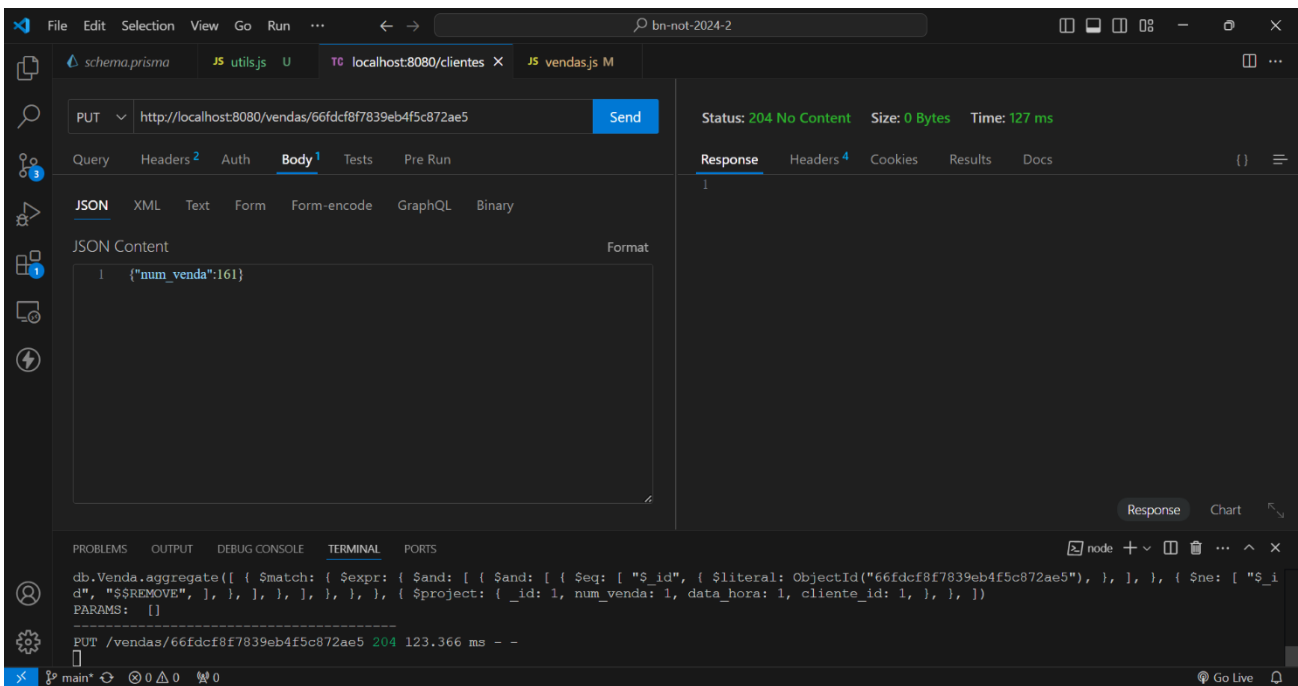 File Edit Selection View Go Run ··· ← → bn-not-2024-2
schema.prisma JS utils.js U TC localhost:8080/clientes × JS vendas.js M ···
PUT http://localhost:8080/vendas/66fdcf8f7839eb4f5c872ae5 Send
Status: 204 No Content Size: 0 Bytes Time: 127 ms
Query Headers 2 Auth Body 1 Tests Pre Run
Response Headers 4 Cookies Results Docs {}
3
1
JSON XML Text Form Form-encode GraphQL Binary
JSON Content Format
1
1 {"num_venda":161}
Response Chart
PROBLEMS OUTPUT DEBUG CONSOLE TERMINAL PORTS node
db.Venda.aggregate([ { $match: { $expr: { $and: [ { $and: [ { $eq: [ "$_id", { $literal: ObjectId("66fdcf8f7839eb4f5c872ae5"), }, ], }, { $ne: [ "$_i
d", "$$REMOVE", ], }, ], }, ], }, }, }, { $project: { _id: 1, num_venda: 1, data_hora: 1, cliente_id: 1, }, }, ])
PARAMS: []
----------------------------------------
PUT /vendas/66fdcf8f7839eb4f5c872ae5 204 123.366 ms - -
main* 0 0 0 Go Live